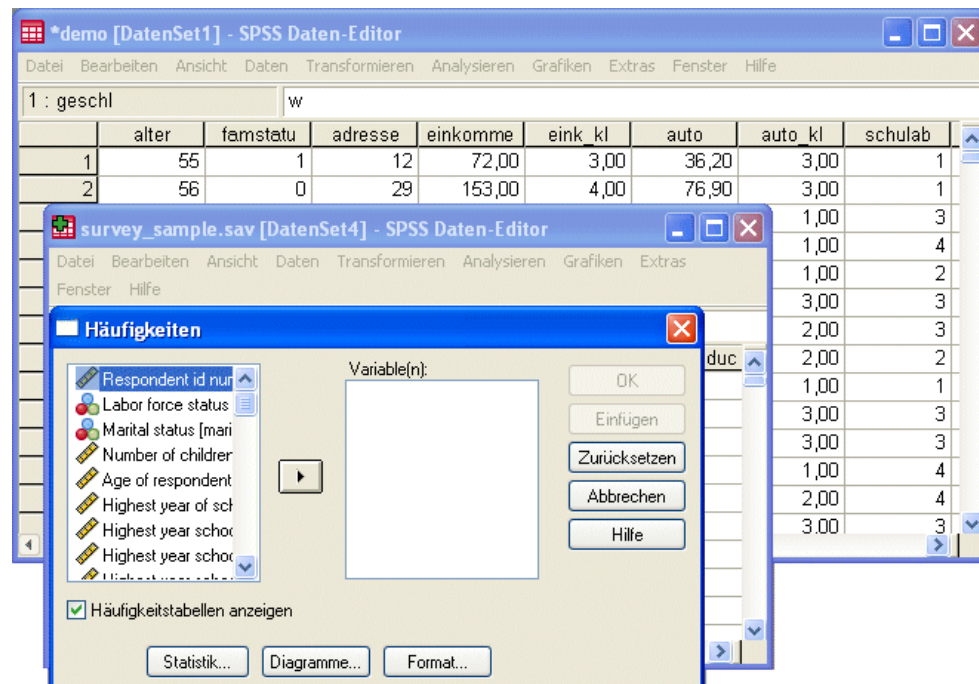 *demo [DatenSet1] - SPSS Daten-Editor
Datei Bearbeiten Ansicht Daten Transformieren Analysieren Grafiken Extras Fenster Hilfe
1 : geschl w
alter famstatu adresse einkomme eink_kl auto auto_kl schulab
1 55 1 12 72,00 3,00 36,20 3,00 1
2 56 0 29 153,00 4,00 76,90 3,00 1
1,00 3
1,00 4
1,00 2
3,00 3
2,00 3
2,00 2
1,00 1
3,00 3
3,00 3
1,00 4
2,00 4
3,00 3
survey_sample.sav [DatenSet4] - SPSS Daten-Editor
Datei Bearbeiten Ansicht Daten Transformieren Analysieren Grafiken Extras
Fenster Hilfe
duc
Häufigkeiten
Respondent id nur
Labor force status
Marital status [mari
Number of childrer
Age of respondent
Highest year of sch
Highest year schoo
Highest year schoo
Variable(n):
OK
Einfügen
Zurücksetzen
Abbrechen
Hilfe
Häufigkeitstabellen anzeigen
Statistik... Diagramme... Format...